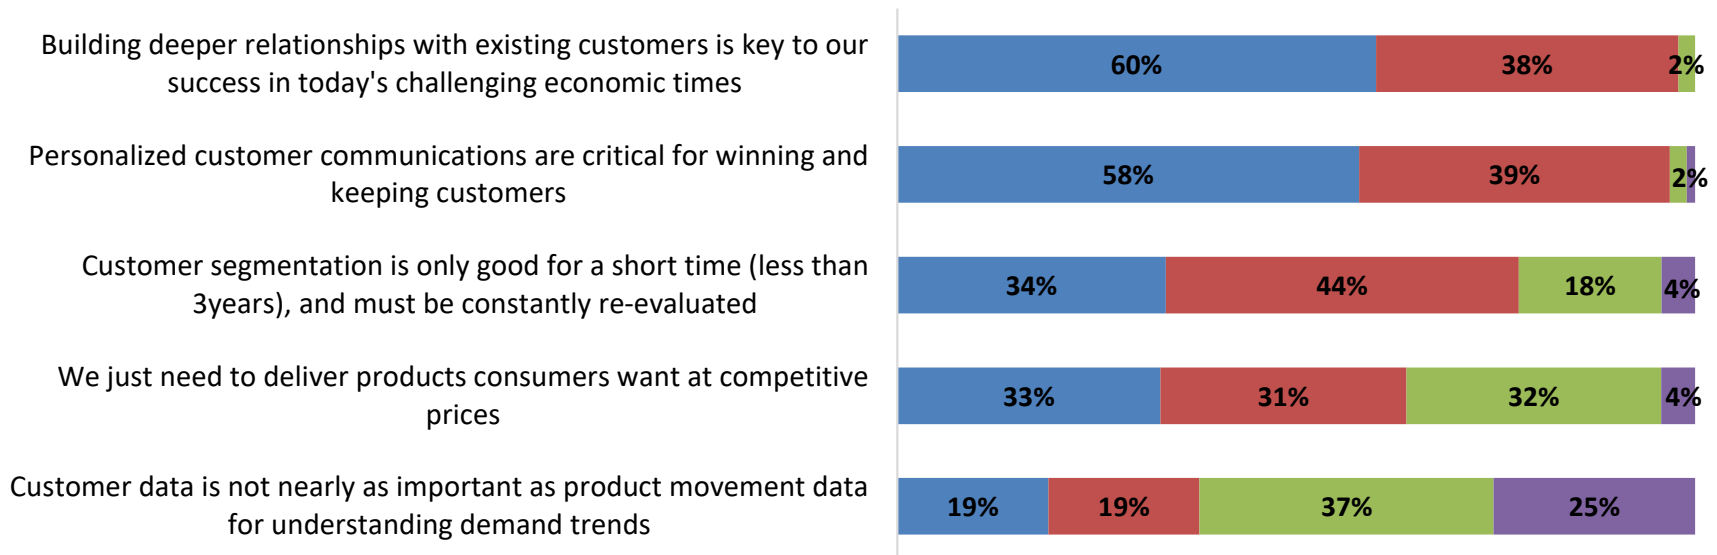 Building deeper relationships with existing customers is key to our
success in today's challenging economic times
60% 38% 2%
Personalized customer communications are critical for winning and
keeping customers
58% 39% 2%
Customer segmentation is only good for a short time (less than
3years), and must be constantly re-evaluated
34% 44% 18% 4%
We just need to deliver products consumers want at competitive
prices
33% 31% 32% 4%
Customer data is not nearly as important as product movement data
for understanding demand trends
19% 19% 37% 25%